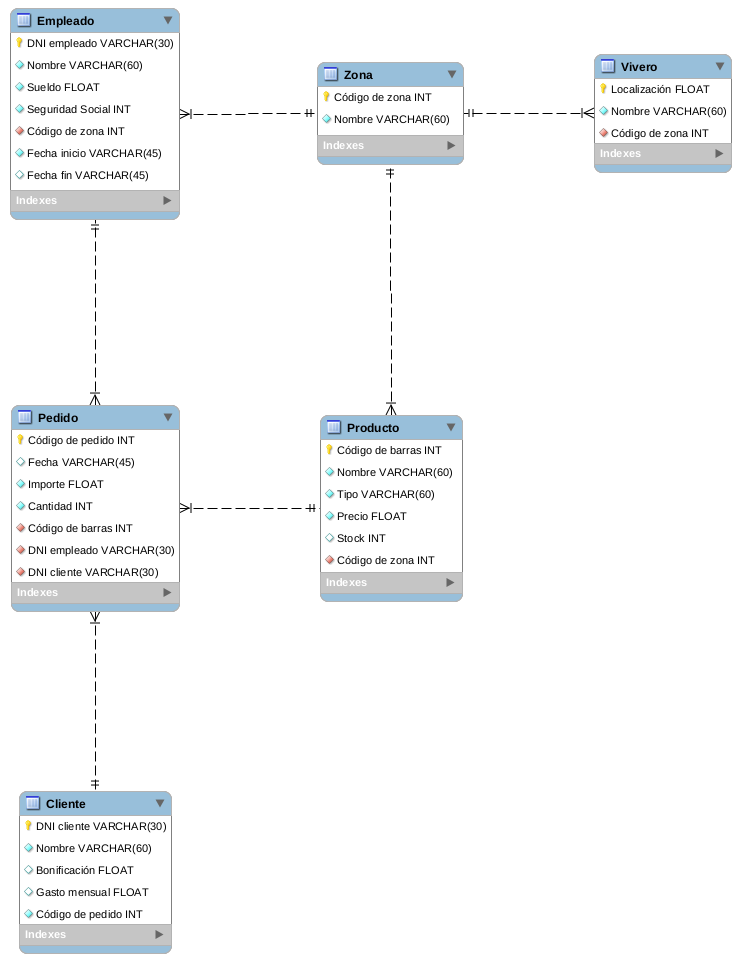 Empleado
DNI empleado VARCHAR(30)
Nombre VARCHAR(60)
Sueldo FLOAT
Seguridad Social INT
Código de zona INT
Fecha inicio VARCHAR(45)
Fecha fin VARCHAR(45)
Indexes
Zona
Código de zona INT
Nombre VARCHAR(60)
Indexes
Vivero
Localización FLOAT
Nombre VARCHAR(60)
Código de zona INT
Indexes
Pedido
Código de pedido INT
Fecha VARCHAR(45)
Importe FLOAT
Cantidad INT
Código de barras INT
DNI empleado VARCHAR(30)
DNI cliente VARCHAR(30)
Indexes
Producto
Código de barras INT
Nombre VARCHAR(60)
Tipo VARCHAR(60)
Precio FLOAT
Stock INT
Código de zona INT
Indexes
Cliente
DNI cliente VARCHAR(30)
Nombre VARCHAR(60)
Bonificación FLOAT
Gasto mensual FLOAT
Código de pedido INT
Indexes